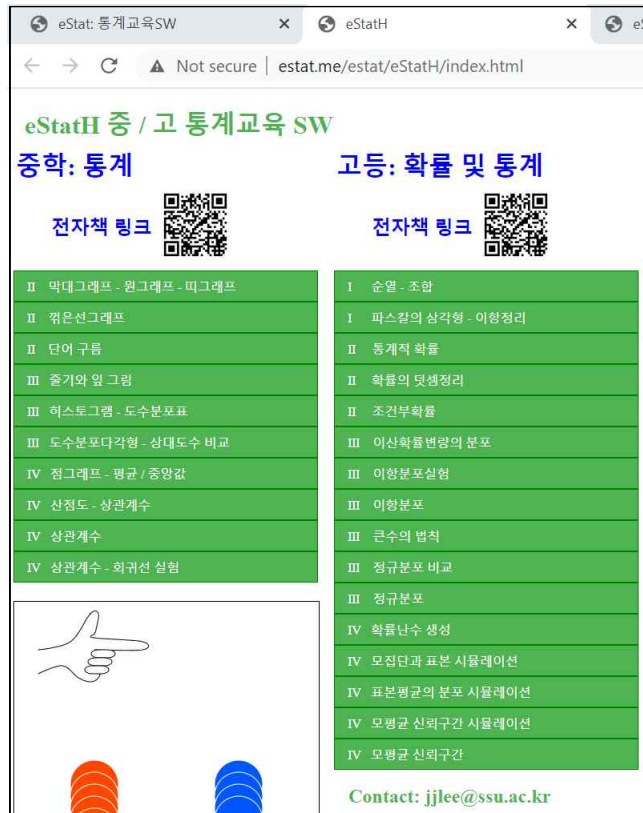 eStat: 통계교육SW
eStatH
Not secure | estat.me/estat/eStatH/index.html
eStatH 중 / 고 통계교육 SW
중학: 통계
전자책 링크
II 막대그래프 - 원그래프 - 띠그래프
II 꺾은선그래프
II 단어 구름
III 줄기와 잎 그림
III 히스토그램 - 도수분포표
III 도수분포다각형 - 상대도수 비교
IV 점그래프 - 평균 / 중앙값
IV 산점도 - 상관계수
IV 상관계수
IV 상관계수 - 회귀선 실험
고등: 확률 및 통계
전자책 링크
I 순열 - 조합
I 파스칼의 삼각형 - 이항정리
II 통계적 확률
II 확률의 덧셈정리
II 조건부확률
III 이산확률변량의 분포
III 이항분포실험
III 이항분포
III 큰수의 법칙
III 정규분포 비교
III 정규분포
IV 확률난수 생성
IV 모집단과 표본 시뮬레이션
IV 표본평균의 분포 시뮬레이션
IV 모평균 신뢰구간 시뮬레이션
IV 모평균 신뢰구간
Contact: jjlee@ssu.ac.kr